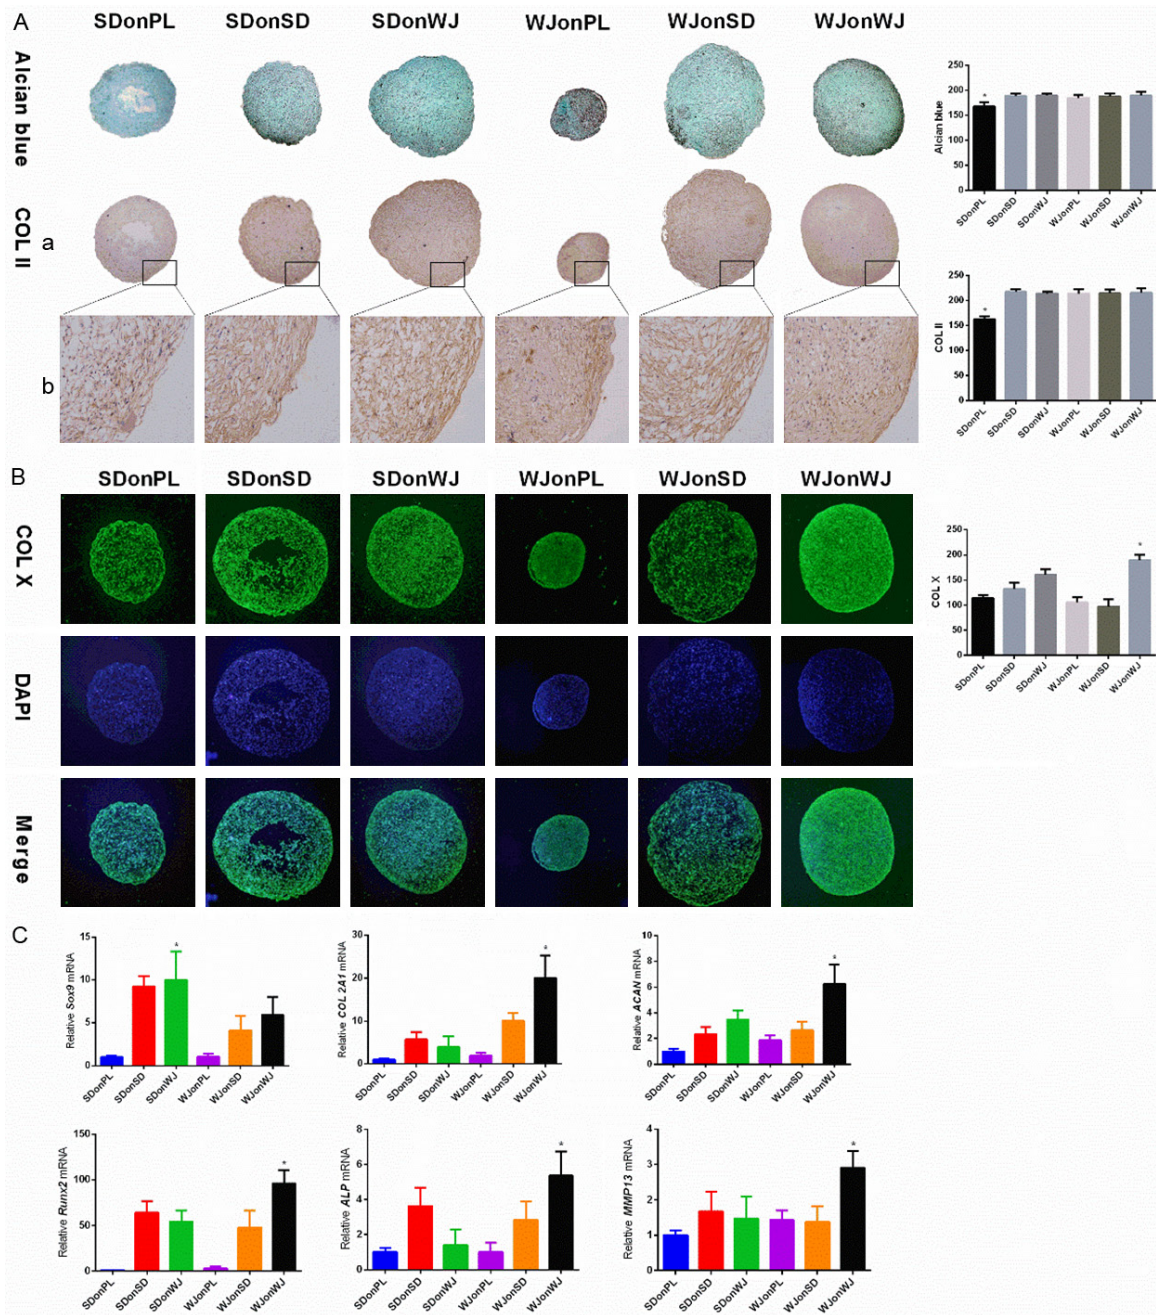 A
SDonPL SDonSD SDonWJ WJonPL WJonSD WJonWJ
Alcian blue
COL II
a
b
Alcian blue
250
200
150
100
50
0
SDonPL SDonSD SDonWJ WJonPL WJonSD WJonWJ
*
COL II
250
200
150
100
50
0
SDonPL SDonSD SDonWJ WJonPL WJonSD WJonWJ
*
B
SDonPL SDonSD SDonWJ WJonPL WJonSD WJonWJ
COL X
DAPI
Merge
COL X
250
200
150
100
50
0
SDonPL SDonSD SDonWJ WJonPL WJonSD WJonWJ
*
C
Relative Sox9 mRNA
15
10
5
0
SDonPL SDonSD SDonWJ WJonPL WJonSD WJonWJ
*
Relative COL 2A1 mRNA
30
20
10
0
SDonPL SDonSD SDonWJ WJonPL WJonSD WJonWJ
*
Relative ACAN mRNA
10
8
6
4
2
0
SDonPL SDonSD SDonWJ WJonPL WJonSD WJonWJ
*
Relative Runx2 mRNA
150
100
50
0
SDonPL SDonSD SDonWJ WJonPL WJonSD WJonWJ
*
Relative ALP mRNA
8
6
4
2
0
SDonPL SDonSD SDonWJ WJonPL WJonSD WJonWJ
*
Relative MMP13 mRNA
4
3
2
1
0
SDonPL SDonSD SDonWJ WJonPL WJonSD WJonWJ
*